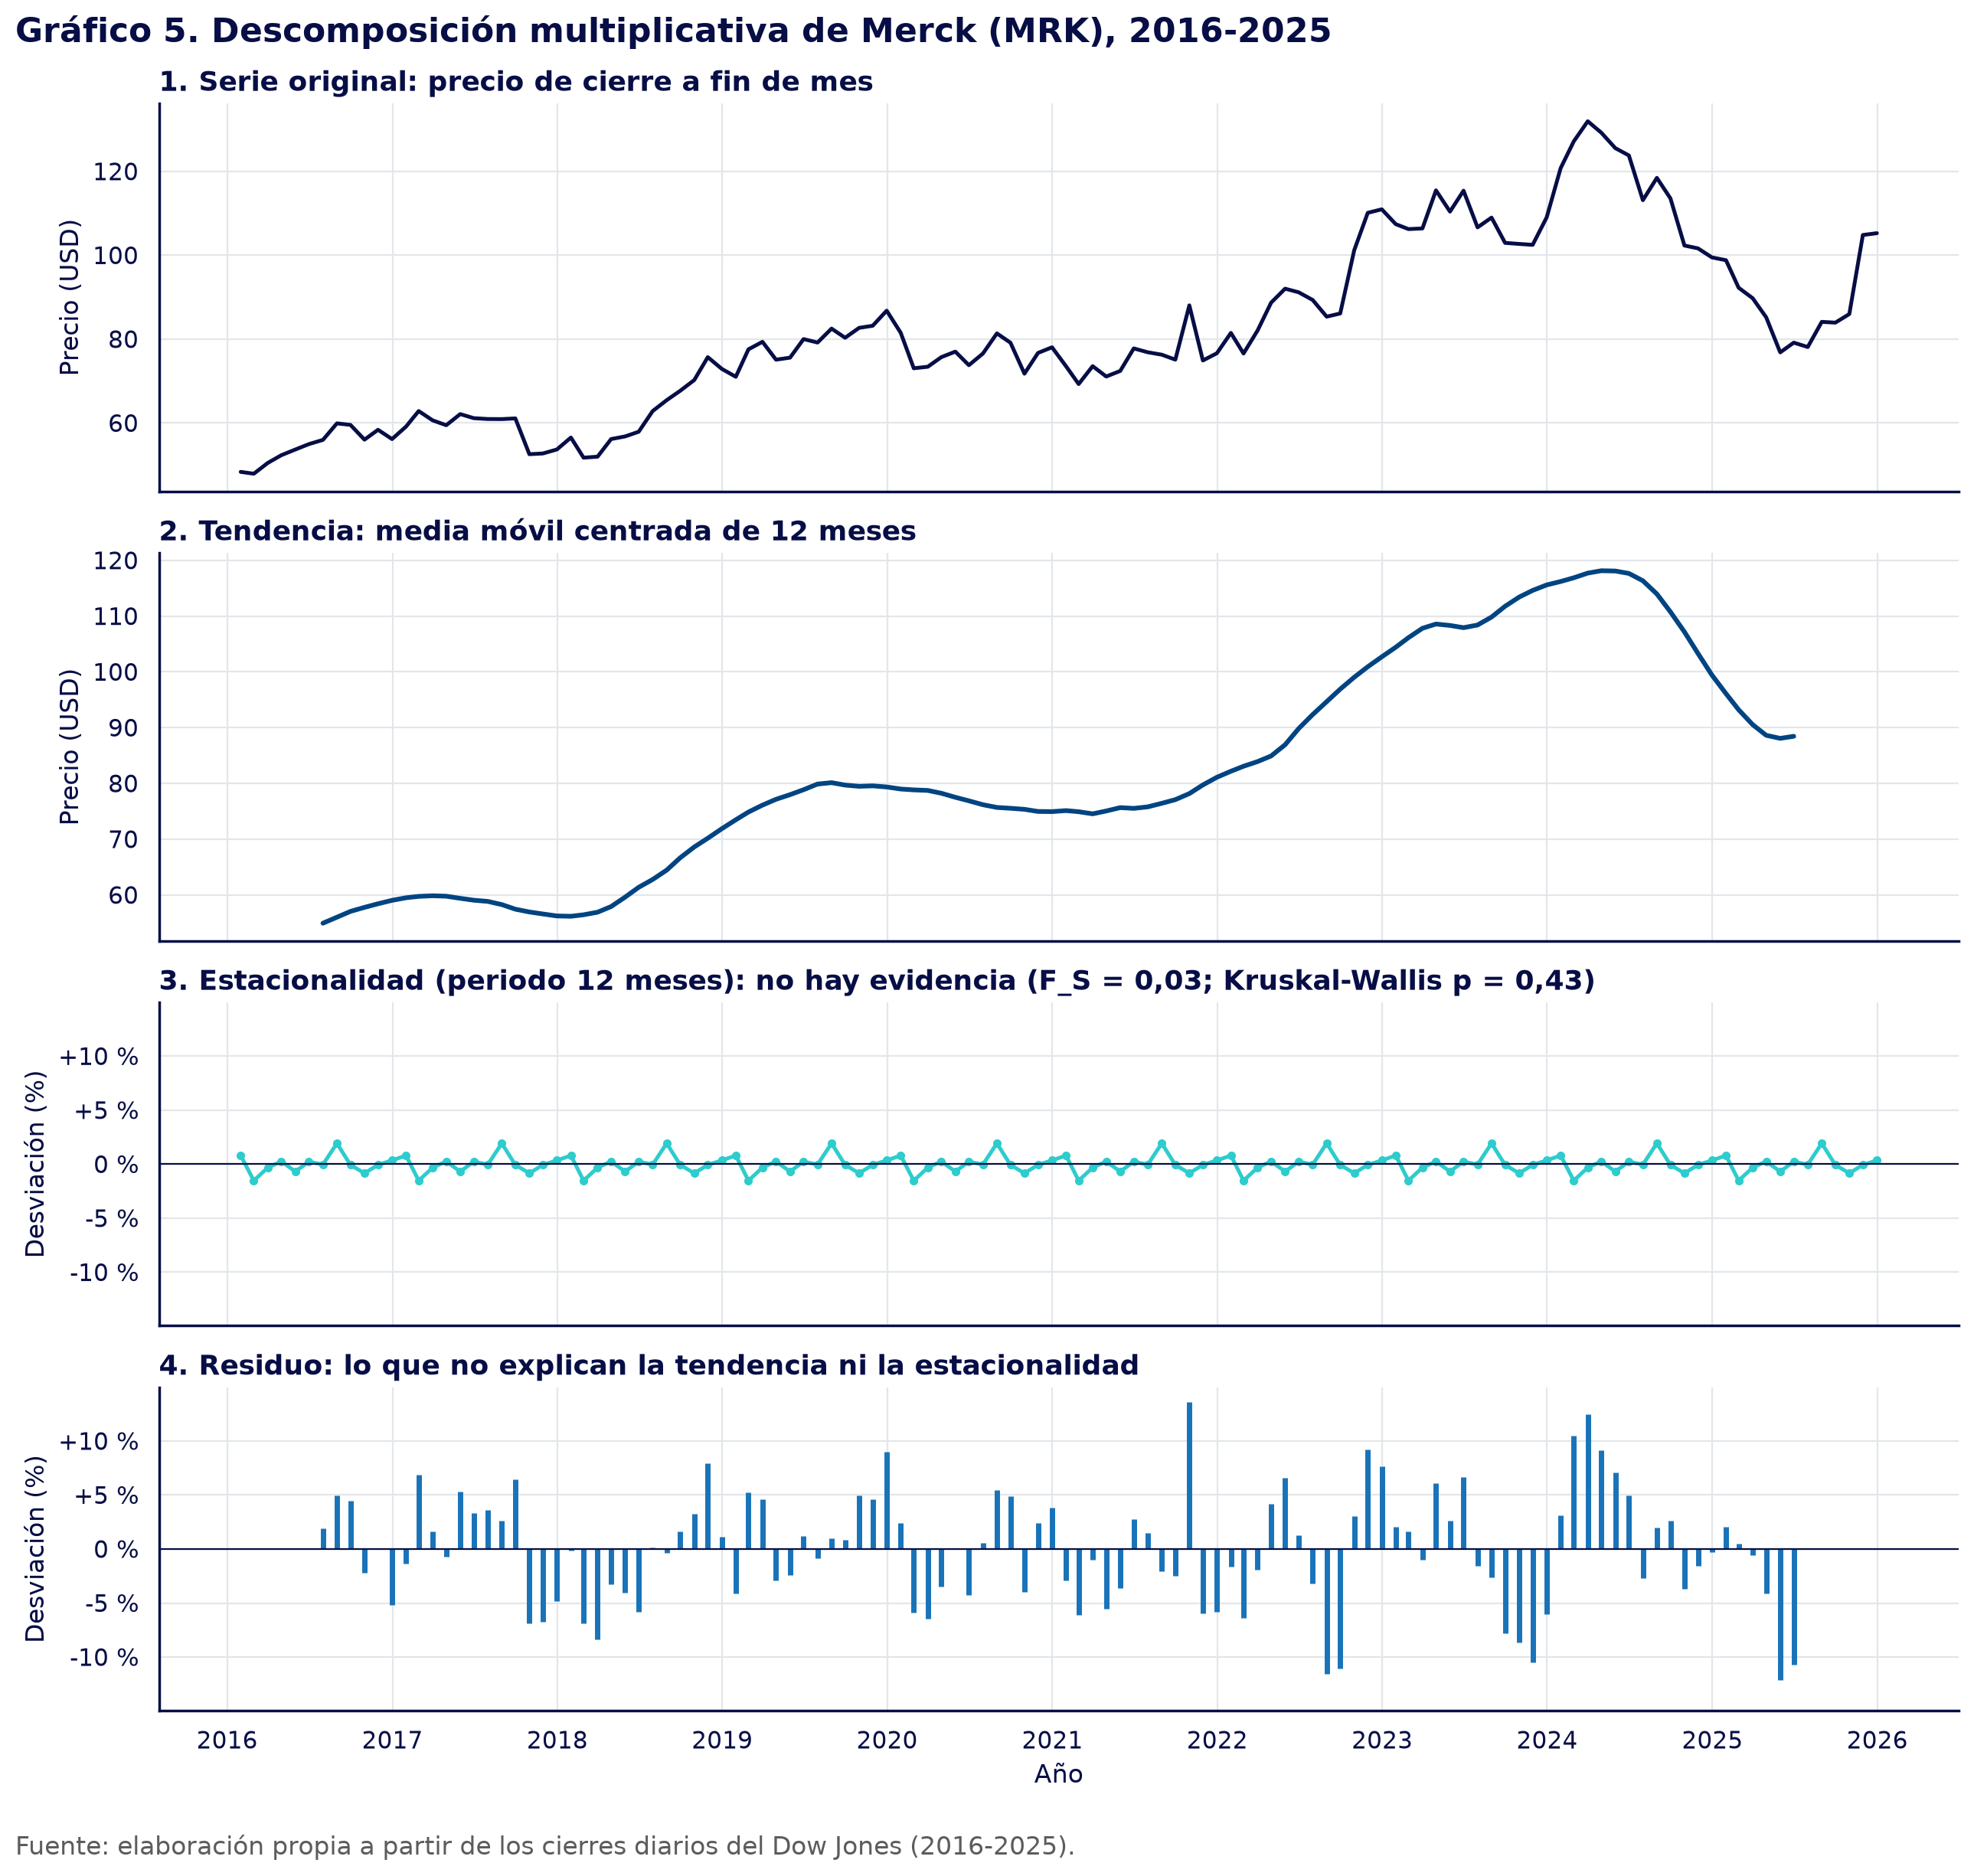 Gráfico 5. Descomposición multiplicativa de Merck (MRK), 2016-2025
1. Serie original: precio de cierre a fin de mes
Precio (USD)
120
100
80
60
2. Tendencia: media móvil centrada de 12 meses
Precio (USD)
120
110
100
90
80
70
60
3. Estacionalidad (periodo 12 meses): no hay evidencia (F_S = 0,03; Kruskal-Wallis p = 0,43)
Desviación (%)
+10 %
+5 %
0 %
-5 %
-10 %
4. Residuo: lo que no explican la tendencia ni la estacionalidad
Desviación (%)
+10 %
+5 %
0 %
-5 %
-10 %
2016 2017 2018 2019 2020 2021 2022 2023 2024 2025 2026
Año
Fuente: elaboración propia a partir de los cierres diarios del Dow Jones (2016-2025).